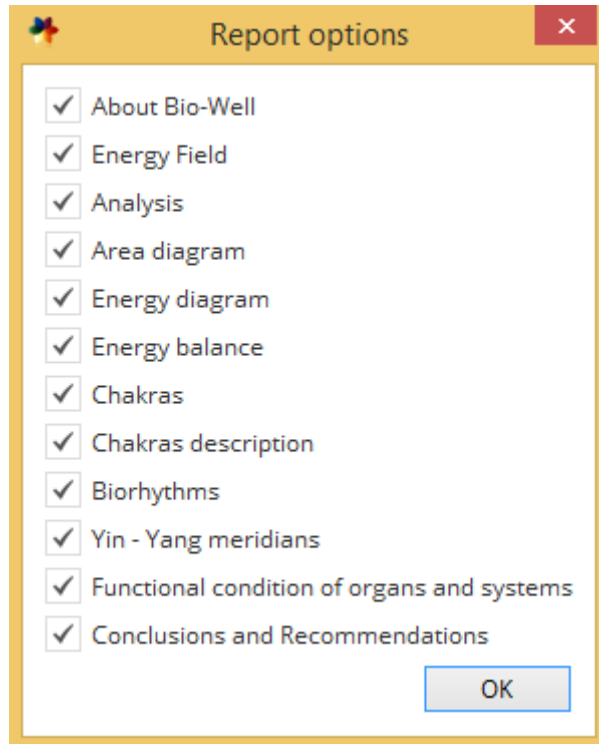 Report options
About Bio-Well
Energy Field
Analysis
Area diagram
Energy diagram
Energy balance
Chakras
Chakras description
Biorhythms
Yin - Yang meridians
Functional condition of organs and systems
Conclusions and Recommendations
OK